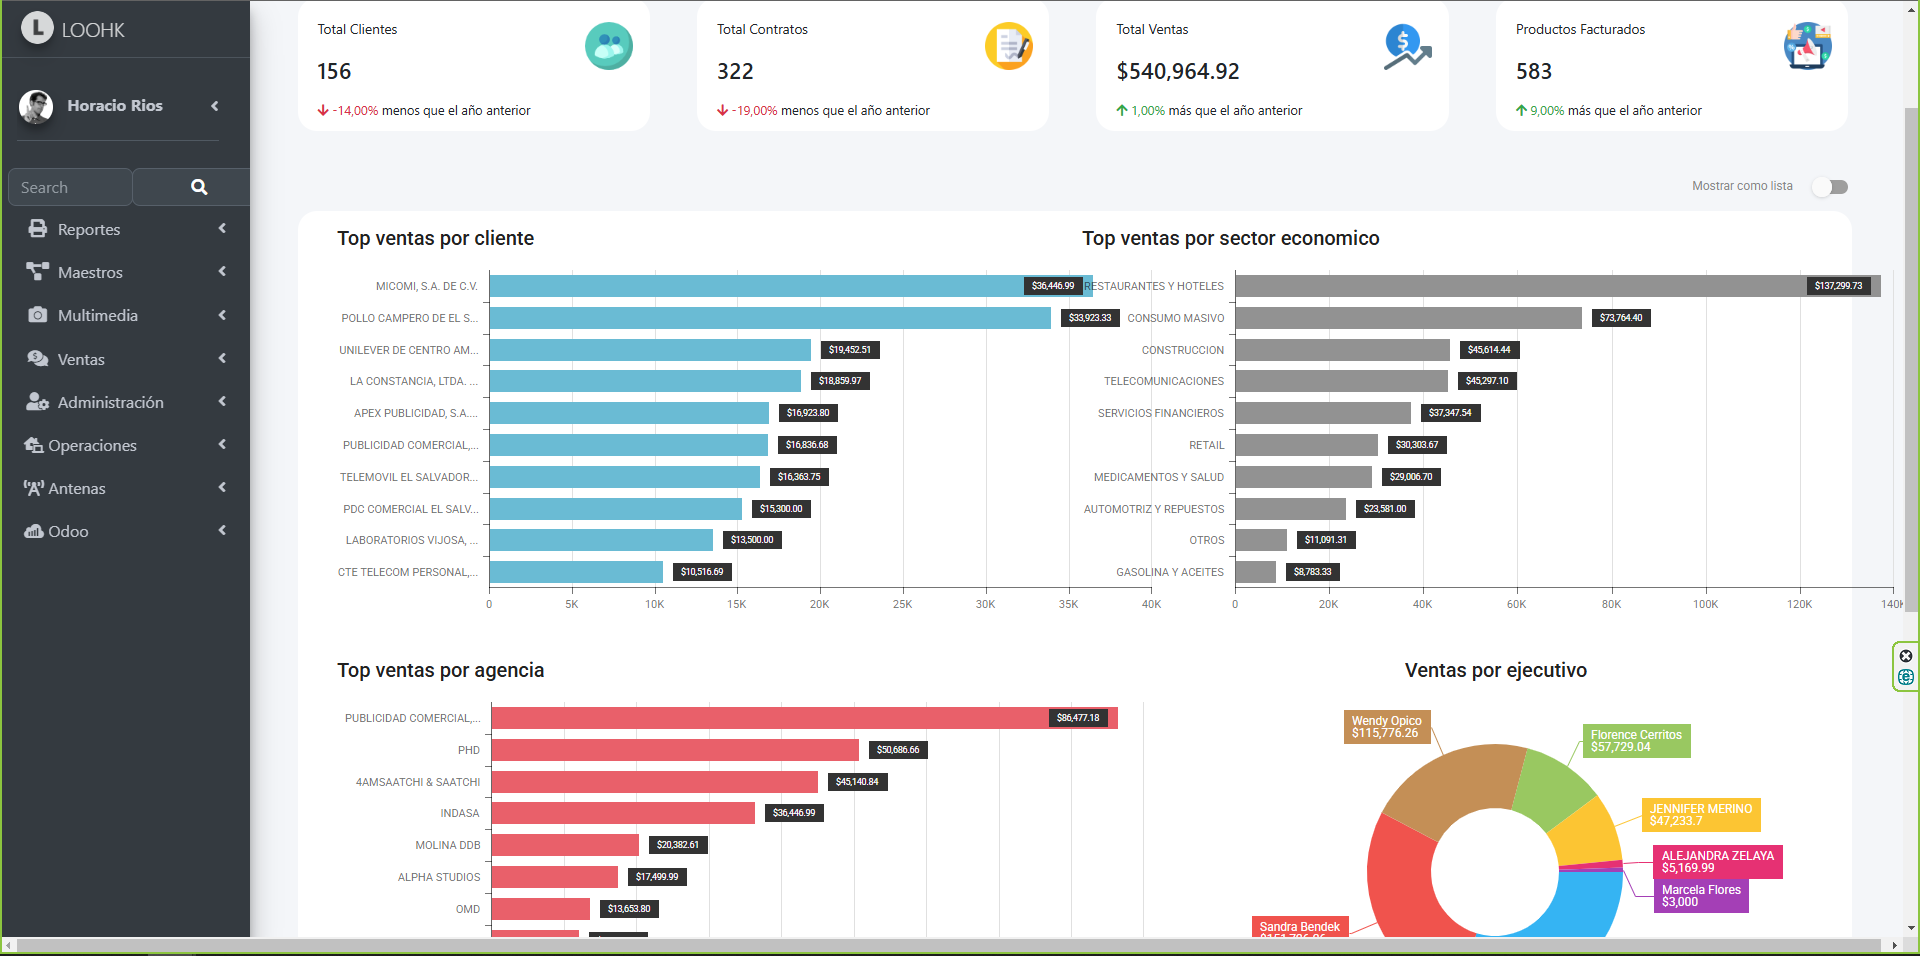 L LOOHK
Horacio Rios
Search
Reportes
Maestros
Multimedia
Ventas
Administración
Operaciones
Antenas
Odoo
Total Clientes
156
-14,00% menos que el año anterior
Total Contratos
322
-19,00% menos que el año anterior
Total Ventas
$540,964.92
1,00% más que el año anterior
Productos Facturados
583
9,00% más que el año anterior
Mostrar como lista
Top ventas por cliente
MICOMI, S.A. DE C.V. $36,446.99
POLLO CAMPERO DE EL S... $33,923.33
UNILEVER DE CENTRO AM... $19,452.51
LA CONSTANCIA, LTDA. ... $18,859.97
APEX PUBLICIDAD, S.A.... $16,923.80
PUBLICIDAD COMERCIAL,... $16,836.68
TELEMOVIL EL SALVADOR... $16,363.75
PDC COMERCIAL EL SALV... $15,300.00
LABORATORIOS VIJOSA, ... $13,500.00
CTE TELECOM PERSONAL,... $10,516.69
0 5K 10K 15K 20K 25K 30K 35K 40K
Top ventas por sector economico
RESTAURANTES Y HOTELES $137,299.73
CONSUMO MASIVO $73,764.40
CONSTRUCCION $45,614.44
TELECOMUNICACIONES $45,297.10
SERVICIOS FINANCIEROS $37,347.54
RETAIL $30,303.67
MEDICAMENTOS Y SALUD $29,006.70
AUTOMOTRIZ Y REPUESTOS $23,581.00
OTROS $11,091.31
GASOLINA Y ACEITES $8,783.33
0 20K 40K 60K 80K 100K 120K 140K
Top ventas por agencia
PUBLICIDAD COMERCIAL,... $86,477.18
PHD $50,686.66
4AMSAATCHI & SAATCHI $45,140.84
INDASA $36,446.99
MOLINA DDB $20,382.61
ALPHA STUDIOS $17,499.99
OMD $13,653.80
Ventas por ejecutivo
Wendy Opico
$115,776.26
Florence Cerritos
$57,729.04
JENNIFER MERINO
$47,233.7
ALEJANDRA ZELAYA
$5,169.99
Marcela Flores
$3,000
Sandra Bendek